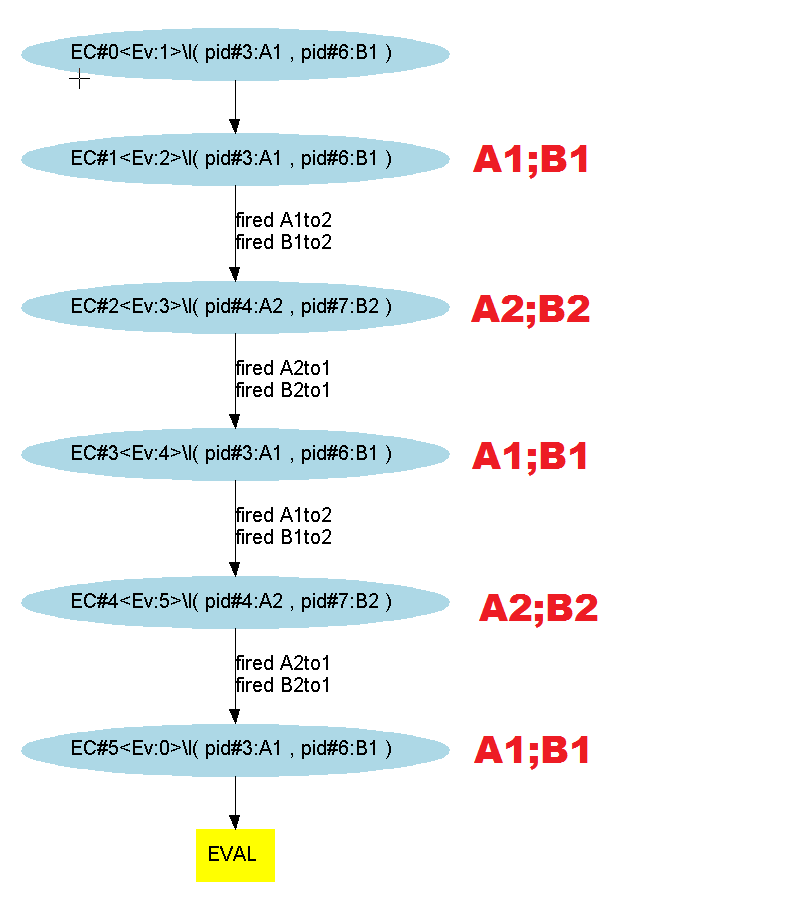 EC#0<Ev:1>\l( pid#3:A1 , pid#6:B1 )
EC#1<Ev:2>\l( pid#3:A1 , pid#6:B1 )
A1;B1
fired A1to2
fired B1to2
EC#2<Ev:3>\l( pid#4:A2 , pid#7:B2 )
A2;B2
fired A2to1
fired B2to1
EC#3<Ev:4>\l( pid#3:A1 , pid#6:B1 )
A1;B1
fired A1to2
fired B1to2
EC#4<Ev:5>\l( pid#4:A2 , pid#7:B2 )
A2;B2
fired A2to1
fired B2to1
EC#5<Ev:0>\l( pid#3:A1 , pid#6:B1 )
A1;B1
EVAL